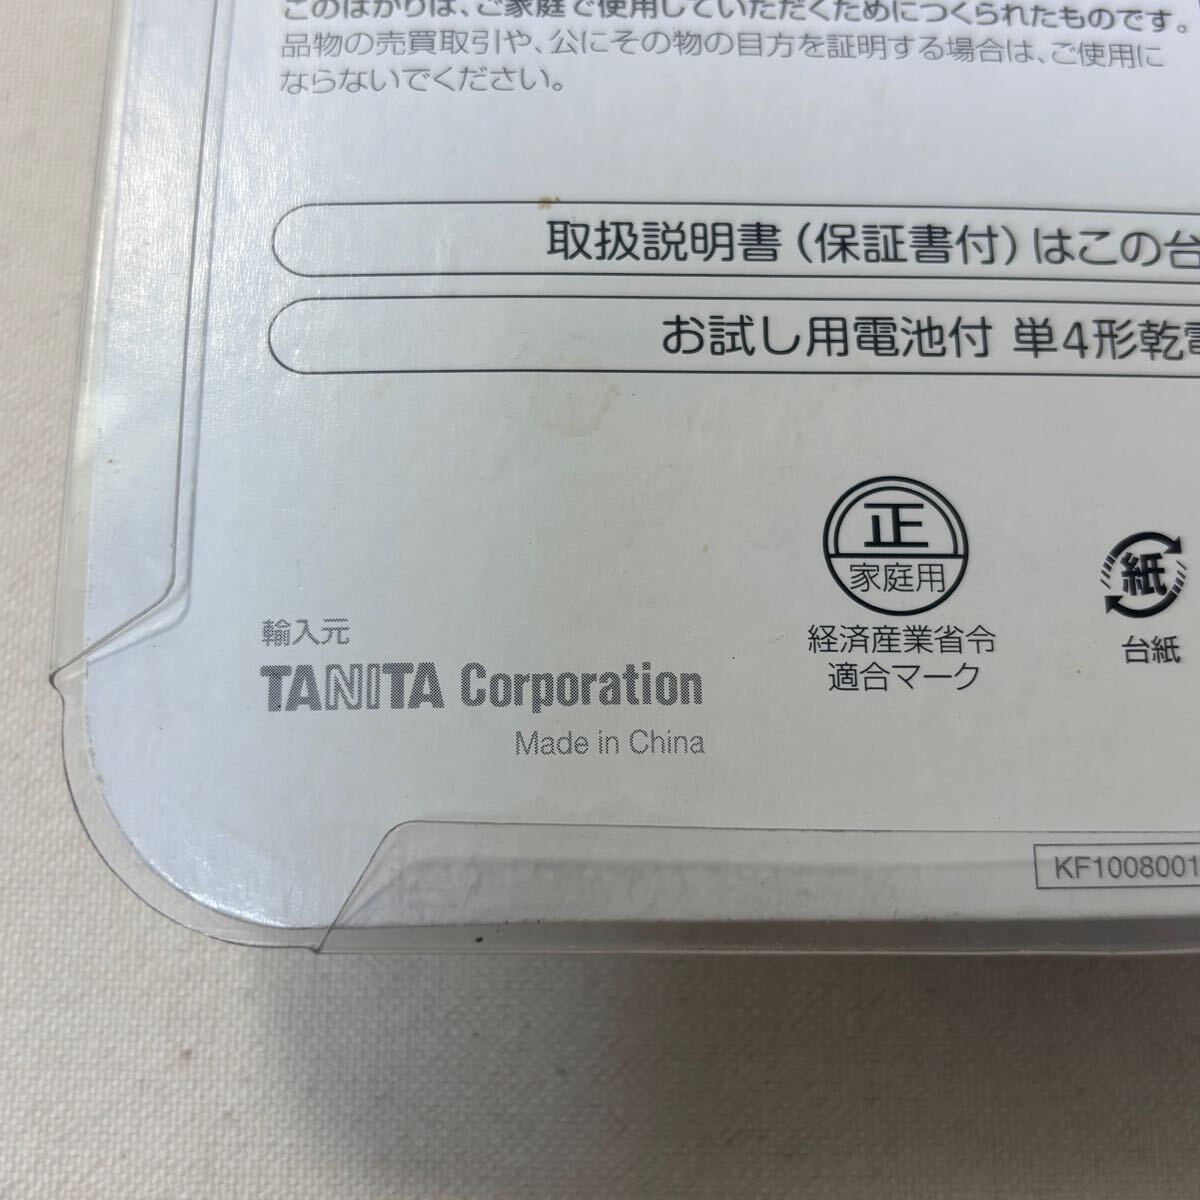 このはかりは、ご家庭で使用していただくためにつくられたものです。
品物の売買取引や、公にその物の目方を証明する場合は、ご使用に
ならないでください。
取扱説明書(保証書付)はこの台
お試し用電池付 単4形乾電
正
家庭用
経済産業省令
適合マーク
紙
台紙
輸入元
TANITA Corporation
Made in China
KF1008001